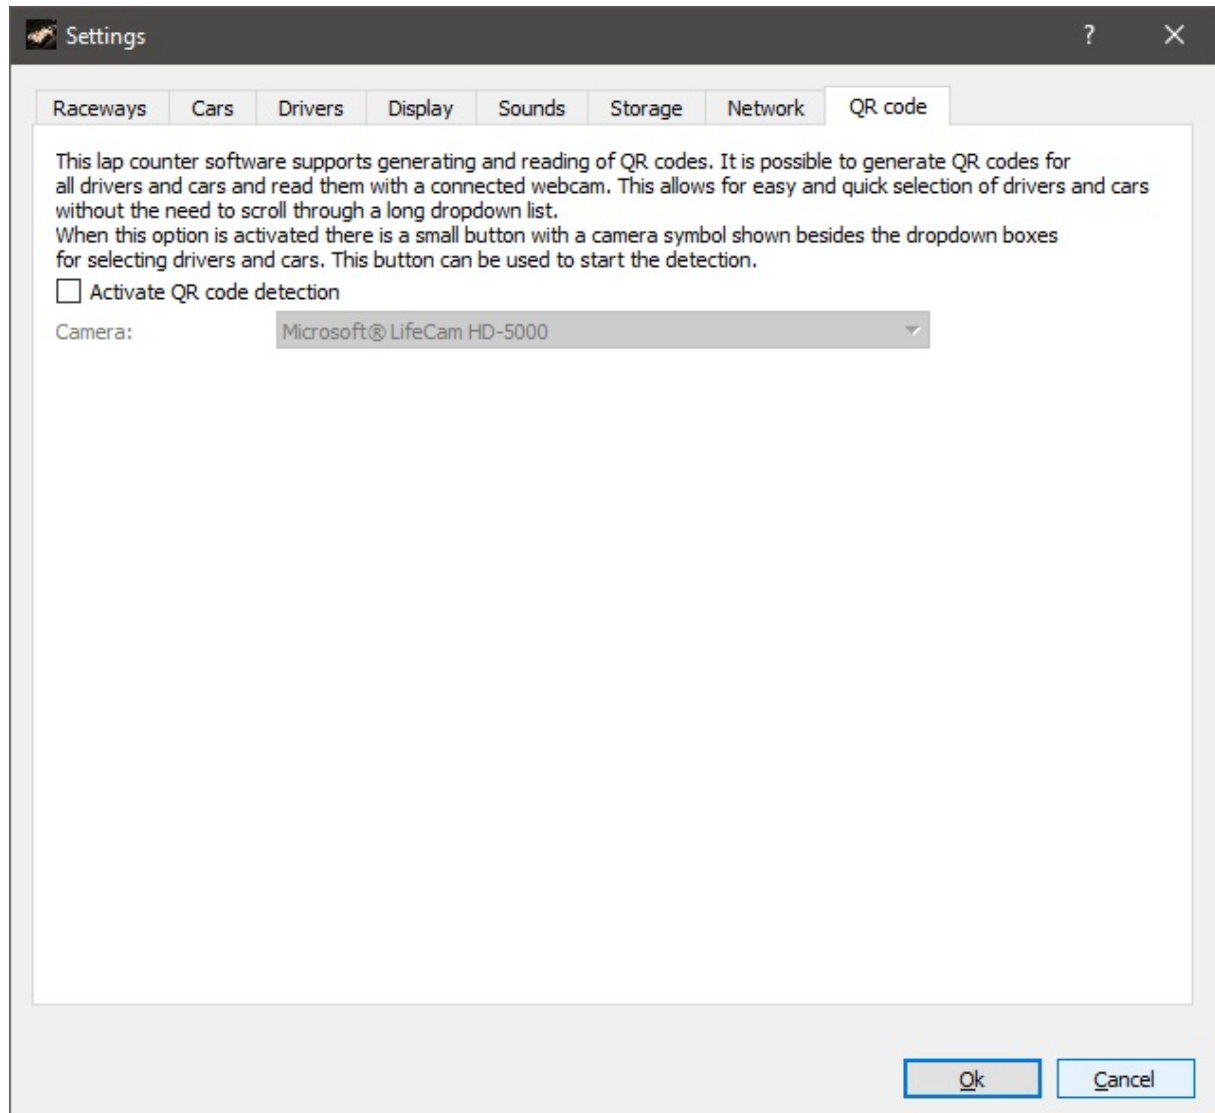 Settings
Raceways Cars Drivers Display Sounds Storage Network QR code
This lap counter software supports generating and reading of QR codes. It is possible to generate QR codes for
all drivers and cars and read them with a connected webcam. This allows for easy and quick selection of drivers and cars
without the need to scroll through a long dropdown list.
When this option is activated there is a small button with a camera symbol shown besides the dropdown boxes
for selecting drivers and cars. This button can be used to start the detection.
Activate QR code detection
Camera: Microsoft® LifeCam HD-5000
Ok Cancel